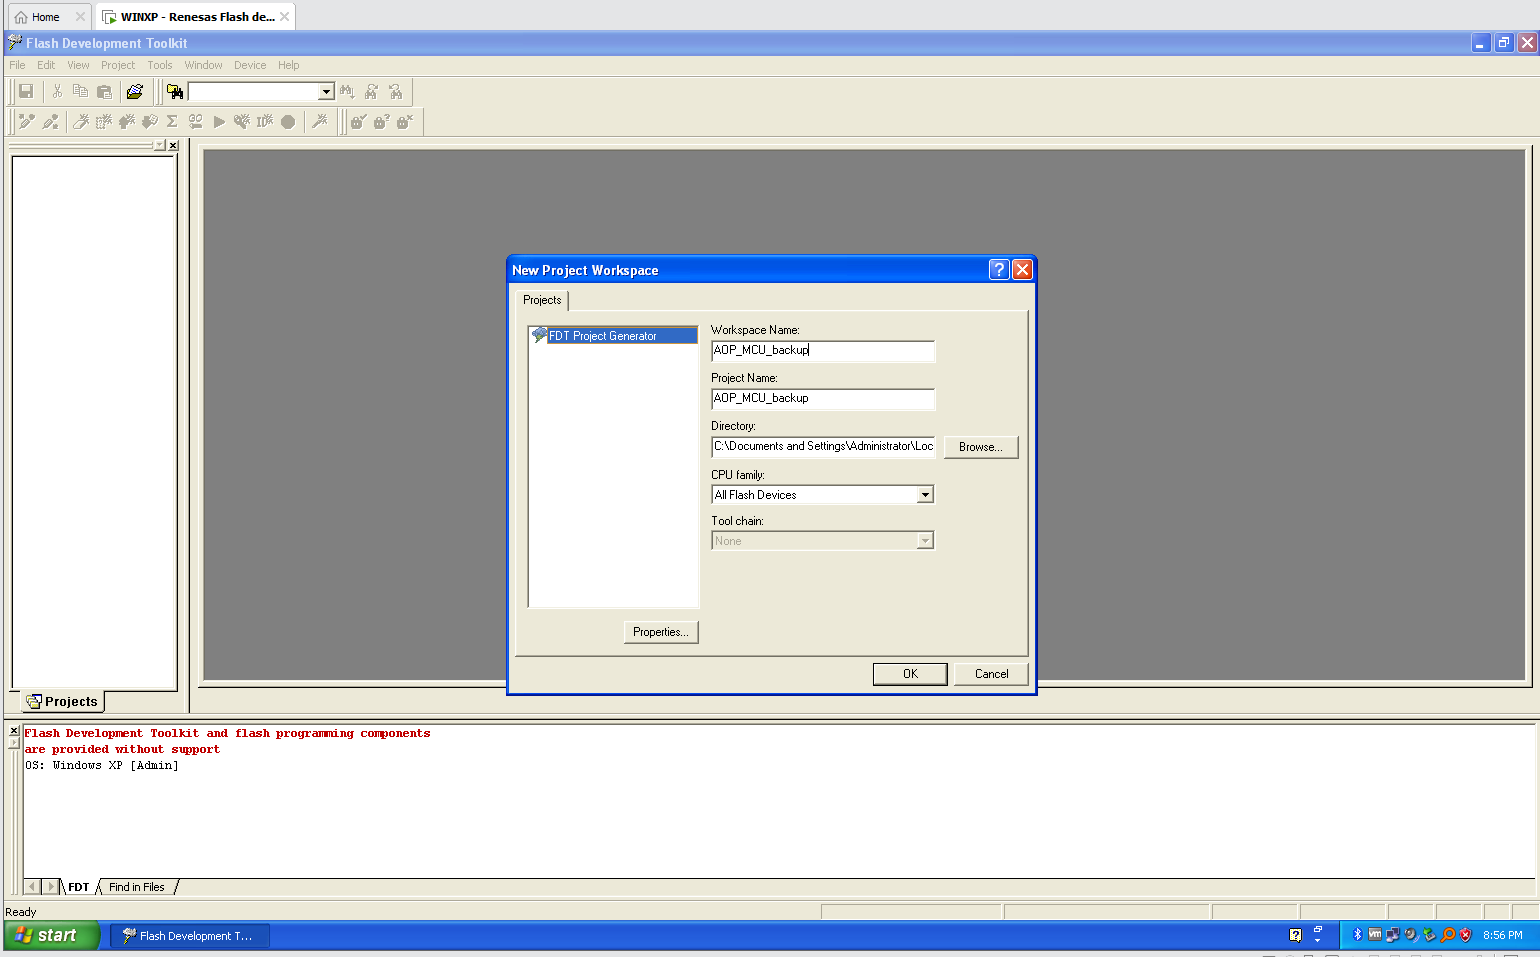 Home
WINXP - Renesas Flash de...
Flash Development Toolkit
File Edit View Project Tools Window Device Help
New Project Workspace
Projects
FDT Project Generator
Workspace Name:
AOP_MCU_backup
Project Name:
AOP_MCU_backup
Directory:
C:\Documents and Settings\Administrator\Loc
Browse...
CPU family:
All Flash Devices
Tool chain:
None
Properties...
OK
Cancel
Projects
Flash Development Toolkit and flash programming components
are provided without support
OS: Windows XP [Admin]
FDT
Find in Files
Ready
start
Flash Development T...
8:56 PM